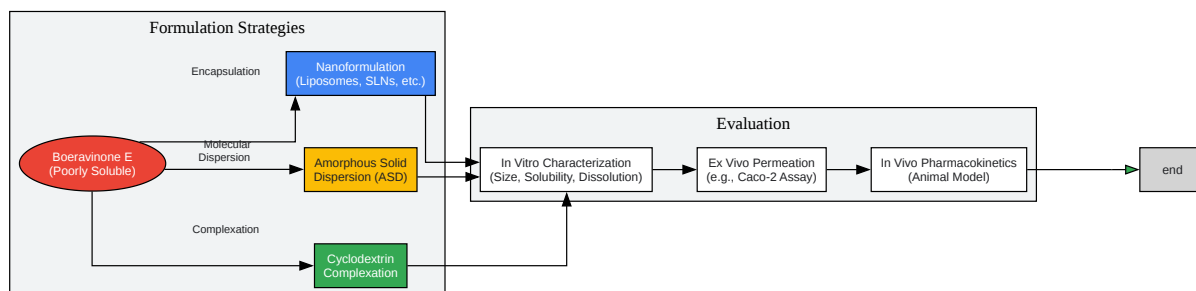 Formulation Strategies
Encapsulation
Nanoformulation
(Liposomes, SLNs, etc.)
Boeravinone E
(Poorly Soluble)
Molecular
Dispersion
Amorphous Solid
Dispersion (ASD)
Complexation
Cyclodextrin
Complexation
Evaluation
In Vitro Characterization
(Size, Solubility, Dissolution)
Ex Vivo Permeation
(e.g., Caco-2 Assay)
In Vivo Pharmacokinetics
(Animal Model)
end